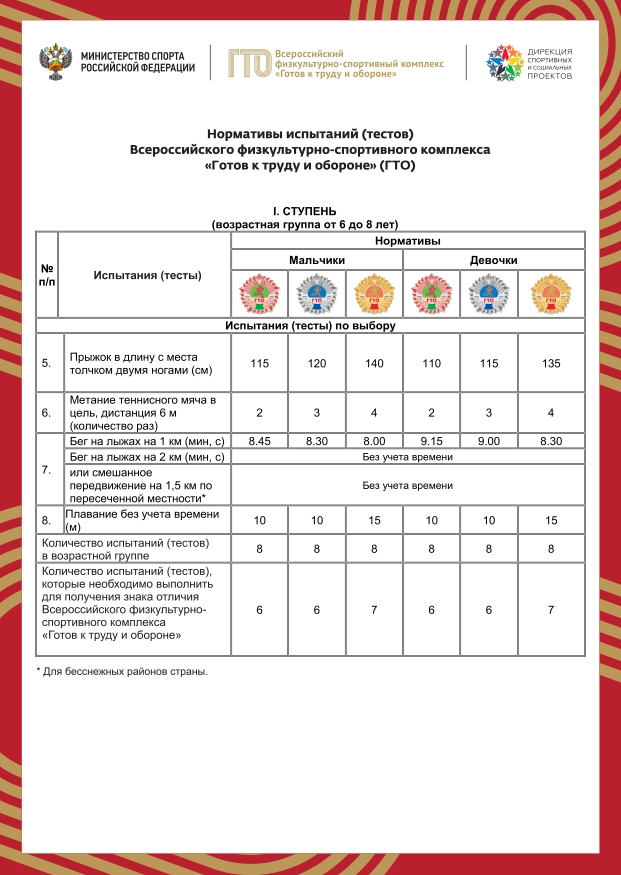 МИНИСТЕРСТВО СПОРТА
РОССИЙСКОЙ ФЕДЕРАЦИИ
ГТО
Всероссийский
физкультурно-спортивный комплекс
«Готов к труду и обороне»
ДИРЕКЦИЯ
СПОРТИВНЫХ
И СОЦИАЛЬНЫХ
ПРОЕКТОВ
Нормативы испытаний (тестов)
Всероссийского физкультурно-спортивного комплекса
«Готов к труду и обороне» (ГТО)
I. СТУПЕНЬ
(возрастная группа от 6 до 8 лет)
№
п/п
Испытания (тесты)
Нормативы
Мальчики
Девочки
ГТО
ГТО
ГТО
ГТО
ГТО
ГТО
Испытания (тесты) по выбору
5.
Прыжок в длину с места
толчком двумя ногами (см)
115 120 140 110 115 135
6.
Метание теннисного мяча в
цель, дистанция 6 м
(количество раз)
2 3 4 2 3 4
7.
Бег на лыжах на 1 км (мин, с) 8.45 8.30 8.00 9.15 9.00 8.30
Бег на лыжах на 2 км (мин, с) Без учета времени
или смешанное
передвижение на 1,5 км по
пересеченной местности*
Без учета времени
8.
Плавание без учета времени
(м)
10 10 15 10 10 15
Количество испытаний (тестов)
в возрастной группе
8 8 8 8 8 8
Количество испытаний (тестов),
которые необходимо выполнить
для получения знака отличия
Всероссийского физкультурно-
спортивного комплекса
«Готов к труду и обороне»
6 6 7 6 6 7
* Для бесснежных районов страны.